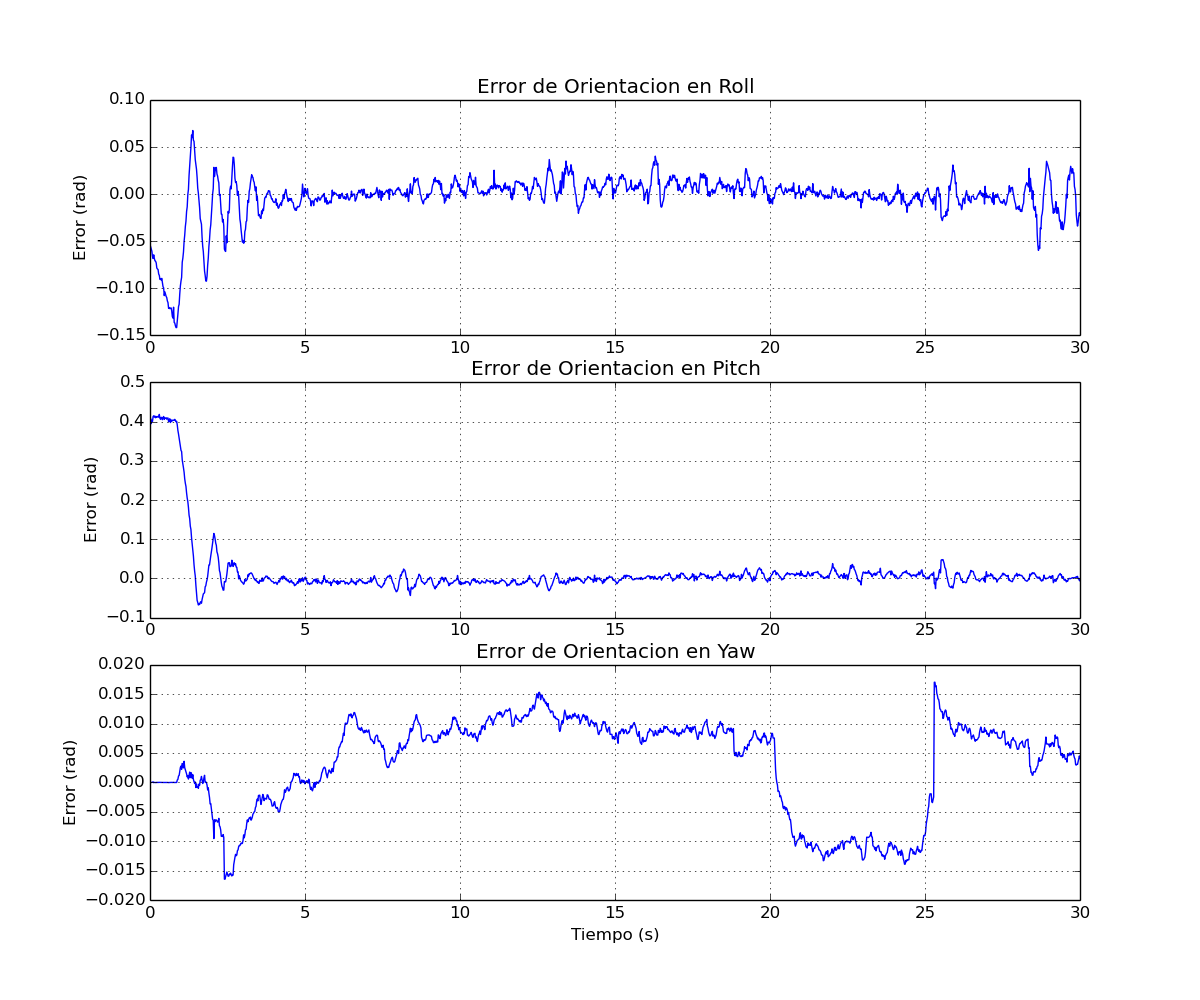 Error de Orientacion en Roll
Error (rad)
0.10
0.05
0.00
−0.05
−0.10
−0.15
0 5 10 15 20 25 30
Error de Orientacion en Pitch
Error (rad)
0.5
0.4
0.3
0.2
0.1
0.0
−0.1
0 5 10 15 20 25 30
Error de Orientacion en Yaw
Error (rad)
0.020
0.015
0.010
0.005
0.000
−0.005
−0.010
−0.015
−0.020
0 5 10 15 20 25 30
Tiempo (s)